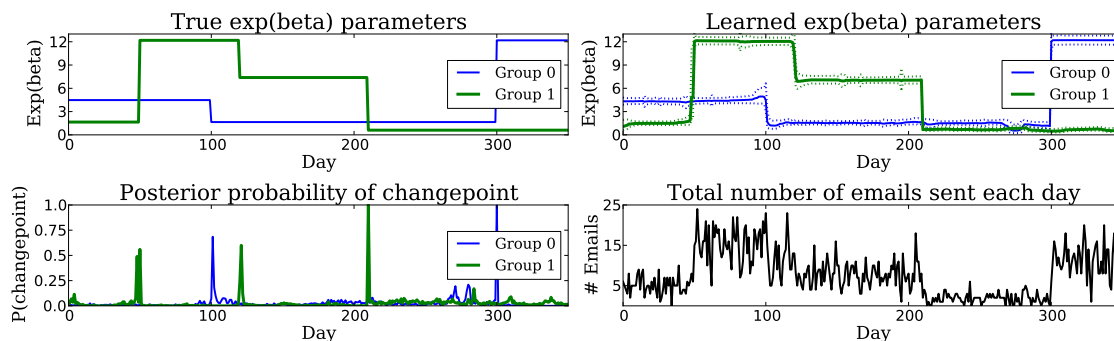 True exp(beta) parameters
Exp(beta)
12
9
6
3
0
Group 0
Group 1
0 100 200 300
Day
Learned exp(beta) parameters
Exp(beta)
12
9
6
3
0
Group 0
Group 1
0 100 200 300
Day
Posterior probability of changepoint
P(changepoint)
1.0
0.75
0.5
0.25
0.0
Group 0
Group 1
0 100 200 300
Day
Total number of emails sent each day
# Emails
25
15
5
0 100 200 300
Day